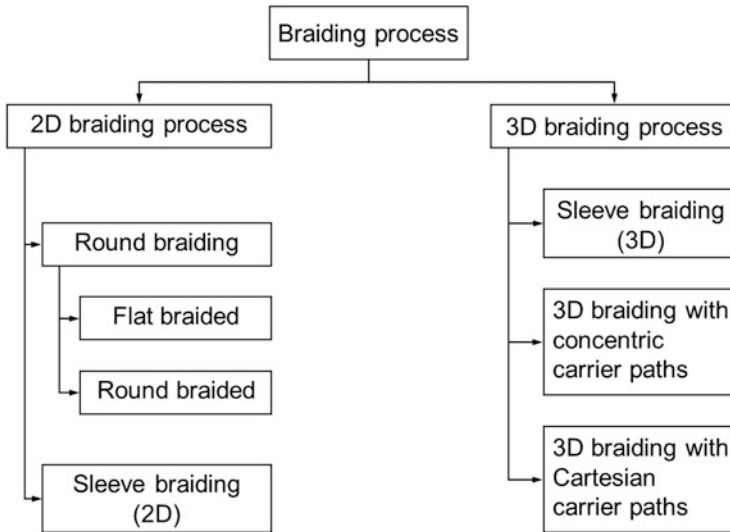 Braiding process
2D braiding process
3D braiding process
Round braiding
Flat braided
Round braided
Sleeve braiding
(2D)
Sleeve braiding
(3D)
3D braiding with
concentric
carrier paths
3D braiding with
Cartesian
carrier paths